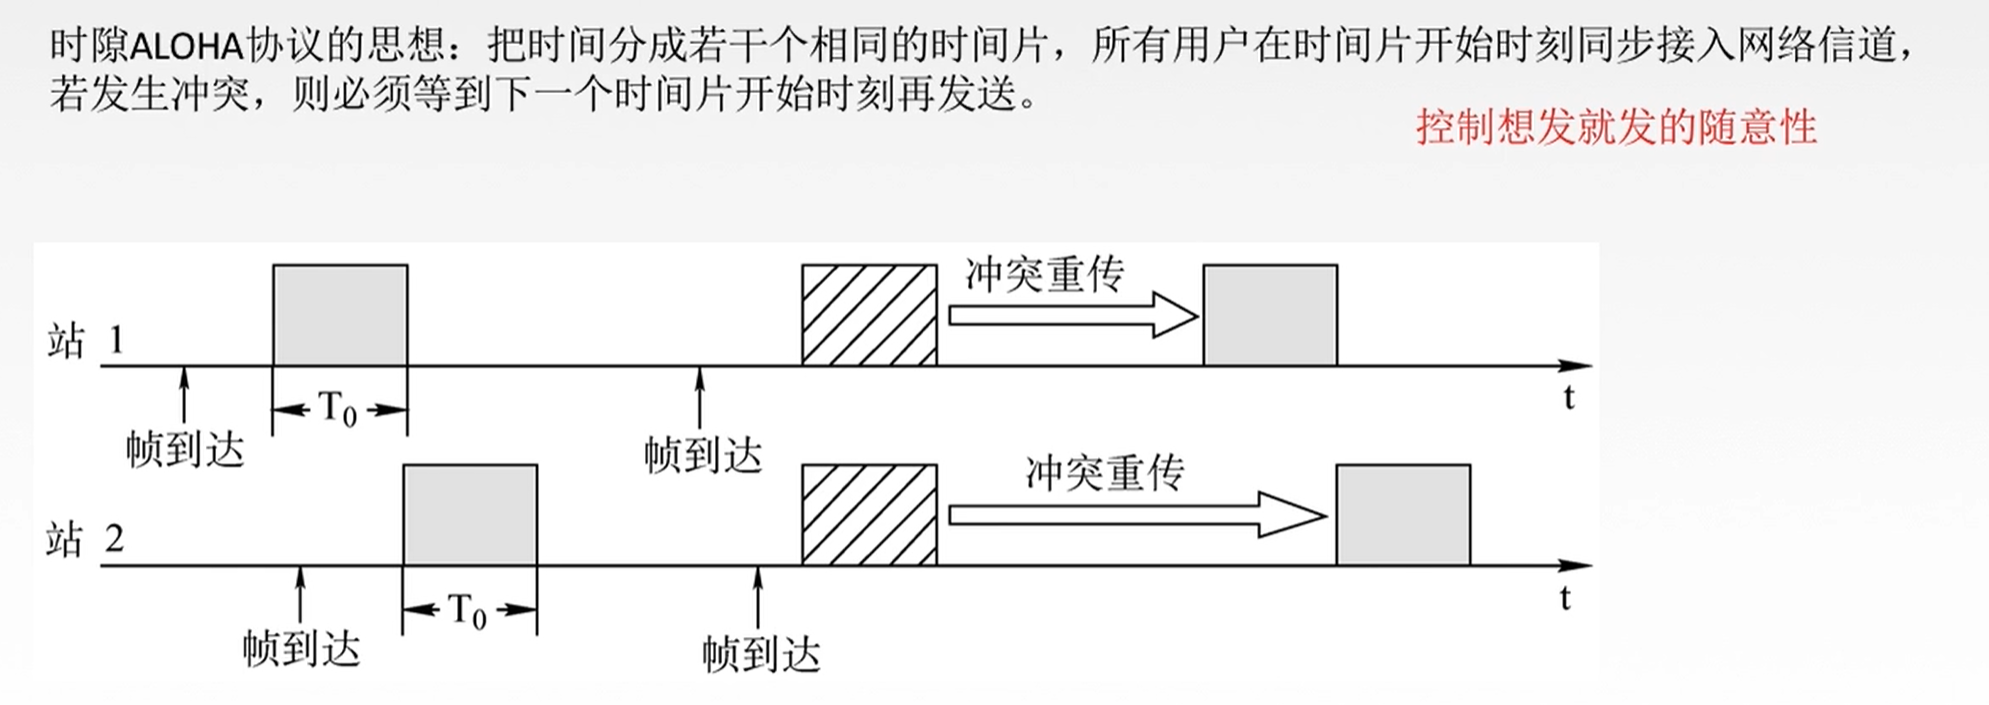 时隙ALOHA协议的思想：把时间分成若干个相同的时间片，所有用户在时间片开始时刻同步接入网络信道，
若发生冲突，则必须等到下一个时间片开始时刻再发送。
控制想发就发的随意性
冲突重传
站 1
T0
t
帧到达
帧到达
冲突重传
站 2
T0
t
帧到达
帧到达